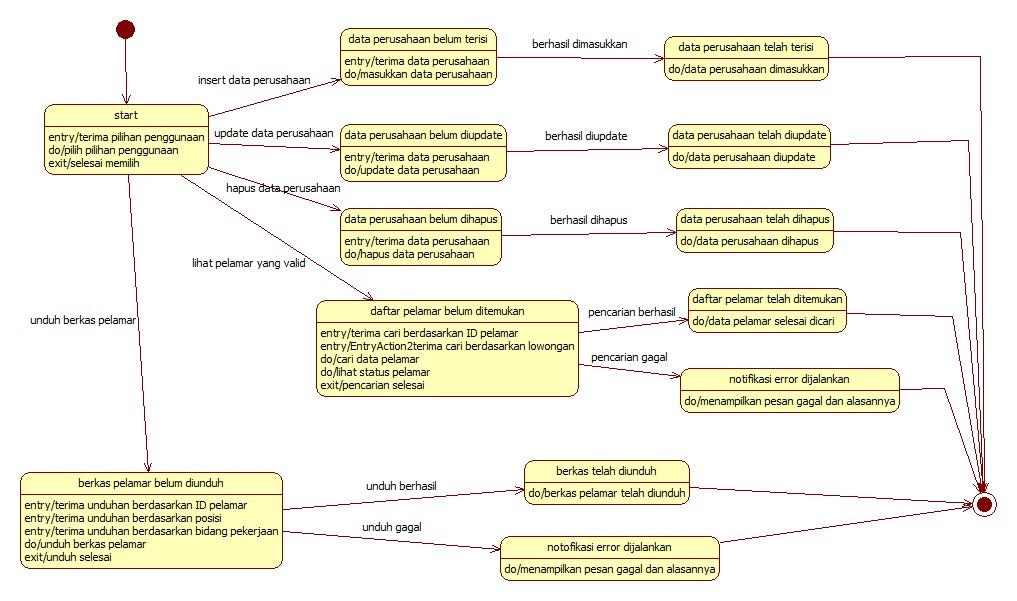 data perusahaan belum terisi
entry/terima data perusahaan
do/masukkan data perusahaan
berhasil dimasukkan
data perusahaan telah terisi
do/data perusahaan dimasukkan
insert data perusahaan
start
entry/terima pilihan penggunaan
do/pilih pilihan penggunaan
exit/selesai memilih
update data perusahaan
data perusahaan belum diupdate
entry/terima data perusahaan
do/update data perusahaan
berhasil diupdate
data perusahaan telah diupdate
do/data perusahaan diupdate
hapus data perusahaan
data perusahaan belum dihapus
entry/terima data perusahaan
do/hapus data perusahaan
berhasil dihapus
data perusahaan telah dihapus
do/data perusahaan dihapus
lihat pelamar yang valid
daftar pelamar belum ditemukan
entry/terima cari berdasarkan ID pelamar
entry/EntryAction2terima cari berdasarkan lowongan
do/cari data pelamar
do/lihat status pelamar
exit/pencarian selesai
pencarian berhasil
daftar pelamar telah ditemukan
do/data pelamar selesai dicari
pencarian gagal
notifikasi error dijalankan
do/menampilkan pesan gagal dan alasannya
unduh berkas pelamar
berkas pelamar belum diunduh
entry/terima unduhan berdasarkan ID pelamar
entry/terima unduhan berdasarkan posisi
entry/terima unduhan berdasarkan bidang pekerjaan
do/unduh berkas pelamar
exit/unduh selesai
unduh berhasil
berkas telah diunduh
do/berkas pelamar telah diunduh
unduh gagal
notofikasi error dijalankan
do/menampilkan pesan gagal dan alasannya